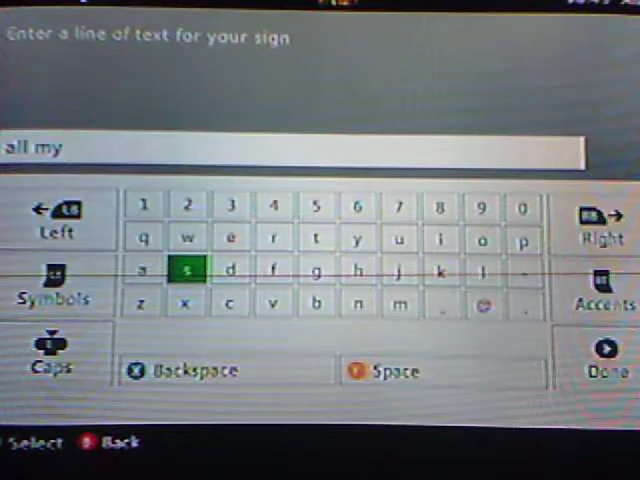 Enter a line of text for your sign
all my
1 2 3 4 5 6 7 8 9 0
Left
q w e r t y u i o p
Right
a s d f g h j k l -
Symbols
Accents
z x c v b n m _ @ .
Caps
X Backspace
Y Space
Done
Select B Back